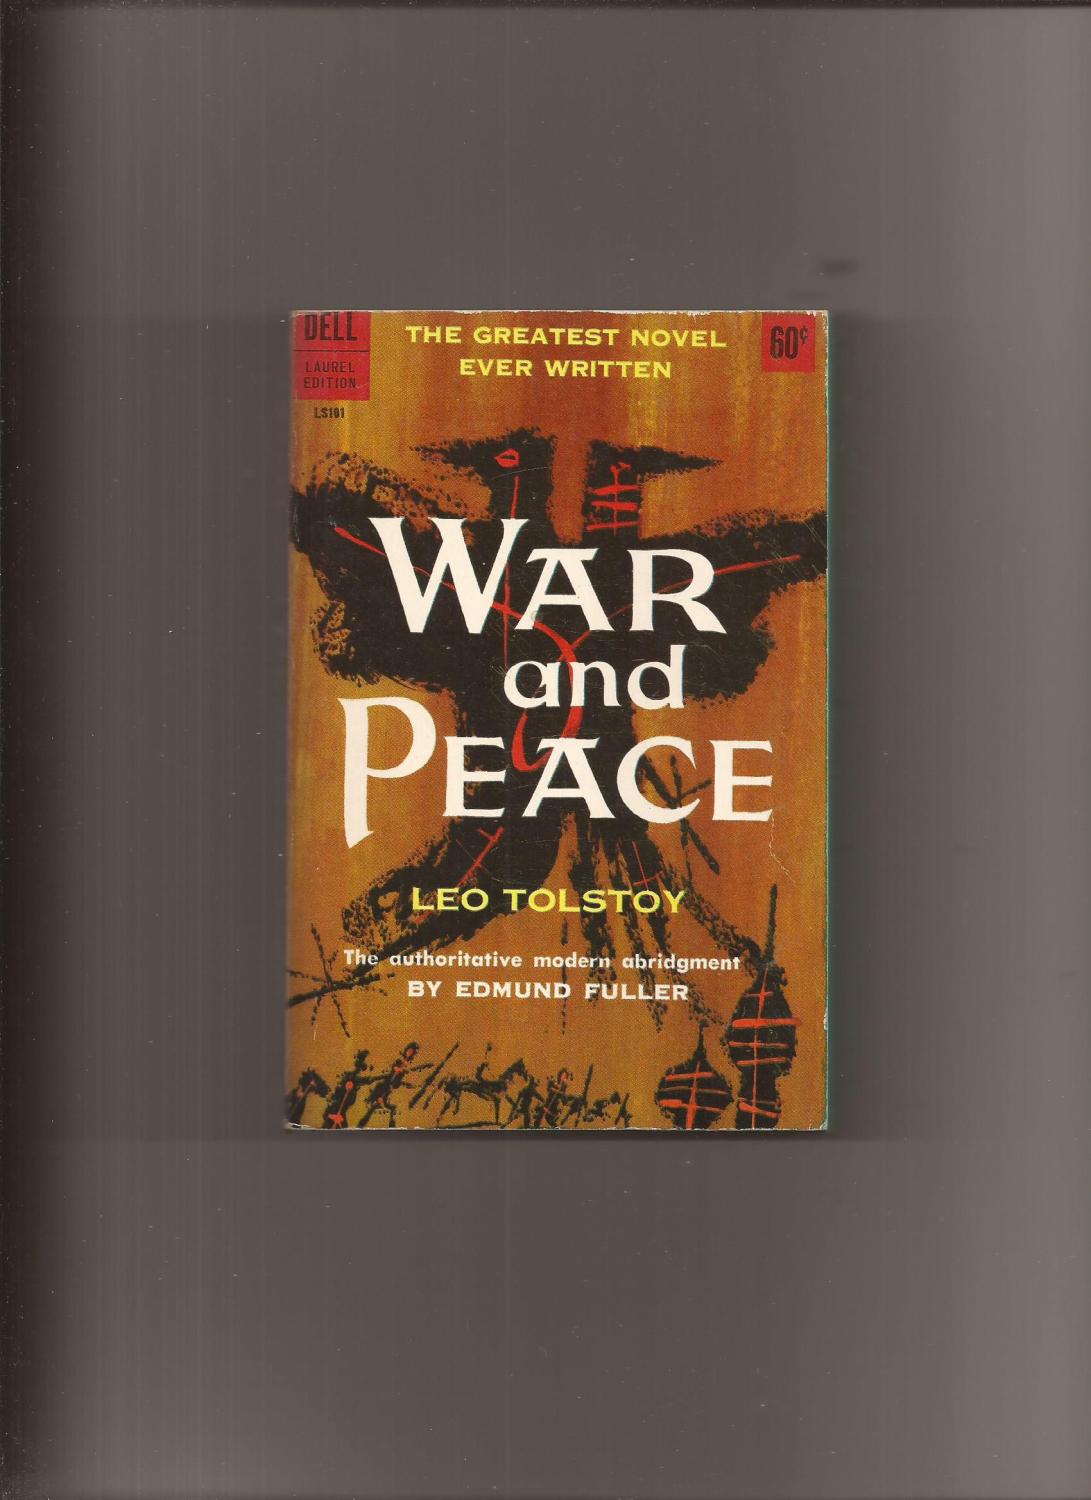 DELL
LAUREL
EDITION
LS101
THE GREATEST NOVEL
EVER WRITTEN
60¢
WAR
and
PEACE
LEO TOLSTOY
The authoritative modern abridgment
BY EDMUND FULLER